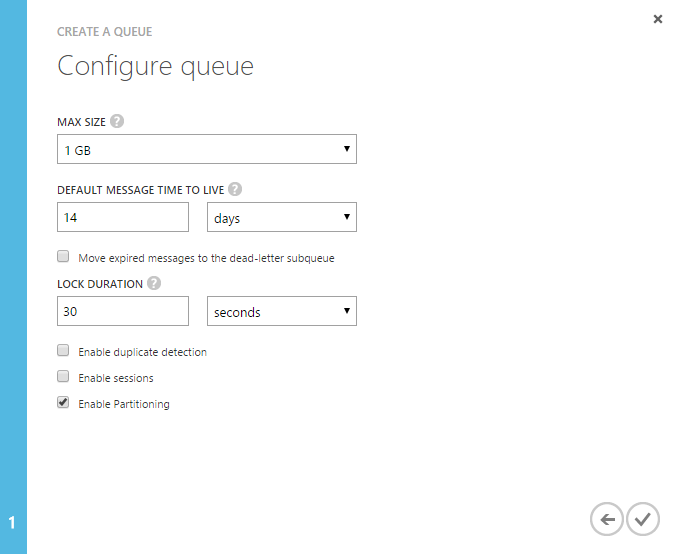 CREATE A QUEUE
Configure queue
MAX SIZE ?
1 GB
DEFAULT MESSAGE TIME TO LIVE ?
14 days
Move expired messages to the dead-letter subqueue
LOCK DURATION ?
30 seconds
Enable duplicate detection
Enable sessions
Enable Partitioning
1